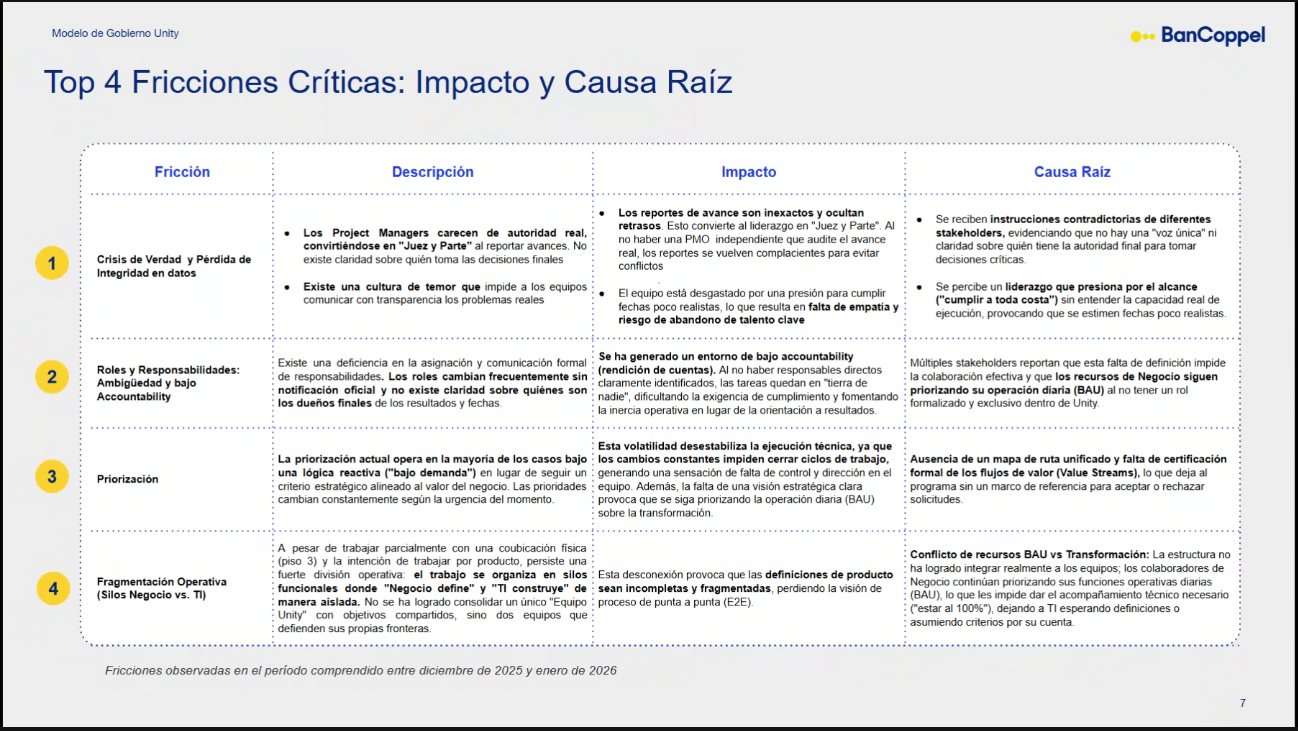 Modelo de Gobierno Unity
BanCoppel
Top 4 Fricciones Críticas: Impacto y Causa Raíz
Fricción
Descripción
Impacto
Causa Raíz
1
Crisis de Verdad y Pérdida de
Integridad en datos
● Los Project Managers carecen de autoridad real,
convirtiéndose en "Juez y Parte" al reportar avances. No
existe claridad sobre quién toma las decisiones finales
● Existe una cultura de temor que impide a los equipos
comunicar con transparencia los problemas reales
● Los reportes de avance son inexactos y ocultan
retrasos. Esto convierte al liderazgo en "Juez y Parte". Al
no haber una PMO independiente que audite el avance
real, los reportes se vuelven complacientes para evitar
conflictos
● El equipo está desgastado por una presión para cumplir
fechas poco realistas, lo que resulta en falta de empatía y
riesgo de abandono de talento clave
● Se reciben instrucciones contradictorias de diferentes
stakeholders, evidenciando que no hay una "voz única" ni
claridad sobre quién tiene la autoridad final para tomar
decisiones críticas.
● Se percibe un liderazgo que presiona por el alcance
("cumplir a toda costa") sin entender la capacidad real de
ejecución, provocando que se estimen fechas poco realistas.
2
Roles y Responsabilidades:
Ambigüedad y bajo
Accountability
Existe una deficiencia en la asignación y comunicación formal
de responsabilidades. Los roles cambian frecuentemente sin
notificación oficial y no existe claridad sobre quiénes son
los dueños finales de los resultados y fechas.
Se ha generado un entorno de bajo accountability
(rendición de cuentas). Al no haber responsables directos
claramente identificados, las tareas quedan en "tierra de
nadie", dificultando la exigencia de cumplimiento y fomentando
la inercia operativa en lugar de la orientación a resultados.
Múltiples stakeholders reportan que esta falta de definición impide
la colaboración efectiva y que los recursos de Negocio siguen
priorizando su operación diaria (BAU) al no tener un rol
formalizado y exclusivo dentro de Unity.
3
Priorización
La priorización actual opera en la mayoría de los casos bajo
una lógica reactiva ("bajo demanda") en lugar de seguir un
criterio estratégico alineado al valor del negocio. Las prioridades
cambian constantemente según la urgencia del momento.
Esta volatilidad desestabiliza la ejecución técnica, ya que
los cambios constantes impiden cerrar ciclos de trabajo,
generando una sensación de falta de control y dirección en el
equipo. Además, la falta de una visión estratégica clara
provoca que se siga priorizando la operación diaria (BAU)
sobre la transformación.
Ausencia de un mapa de ruta unificado y falta de certificación
formal de los flujos de valor (Value Streams), lo que deja al
programa sin un marco de referencia para aceptar o rechazar
solicitudes.
4
Fragmentación Operativa
(Silos Negocio vs. TI)
A pesar de trabajar parcialmente con una coubicación física
(piso 3) y la intención de trabajar por producto, persiste una
fuerte división operativa: el trabajo se organiza en silos
funcionales donde "Negocio define" y "TI construye" de
manera aislada. No se ha logrado consolidar un único "Equipo
Unity" con objetivos compartidos, sino dos equipos que
defienden sus propias fronteras.
Esta desconexión provoca que las definiciones de producto
sean incompletas y fragmentadas, perdiendo la visión de
proceso de punta a punta (E2E).
Conflicto de recursos BAU vs Transformación: La estructura no
ha logrado integrar realmente a los equipos; los colaboradores de
Negocio continúan priorizando sus funciones operativas diarias
(BAU), lo que les impide dar el acompañamiento técnico necesario
("estar al 100%"), dejando a TI esperando definiciones o
asumiendo criterios por su cuenta.
Fricciones observadas en el período comprendido entre diciembre de 2025 y enero de 2026
7